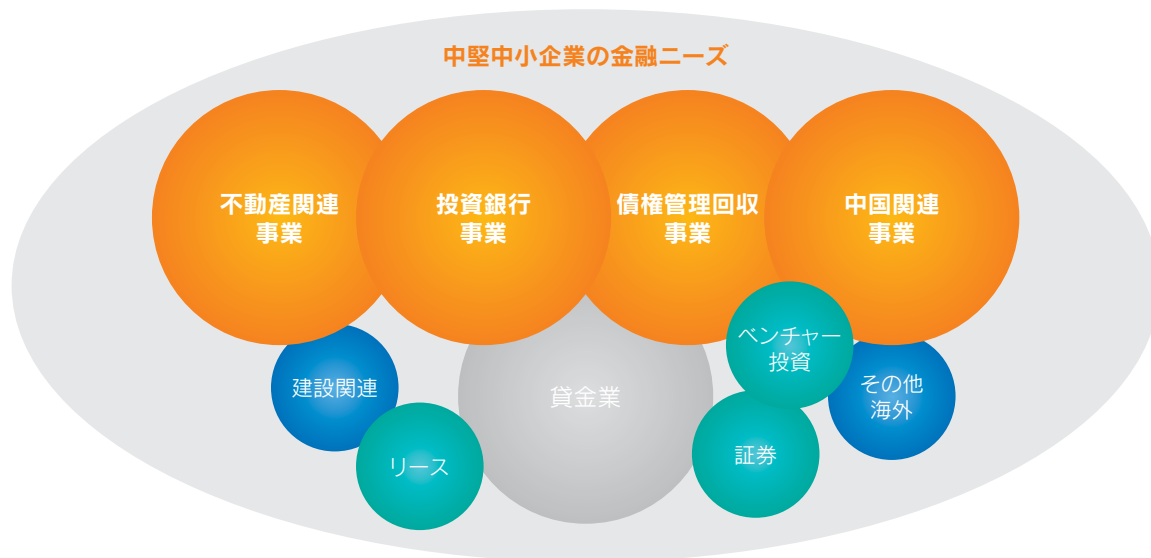 中堅中小企業の金融ニーズ
不動産関連
事業
投資銀行
事業
債権管理回収
事業
中国関連
事業
ベンチャー
投資
建設関連
貸金業
その他
海外
リース
証券